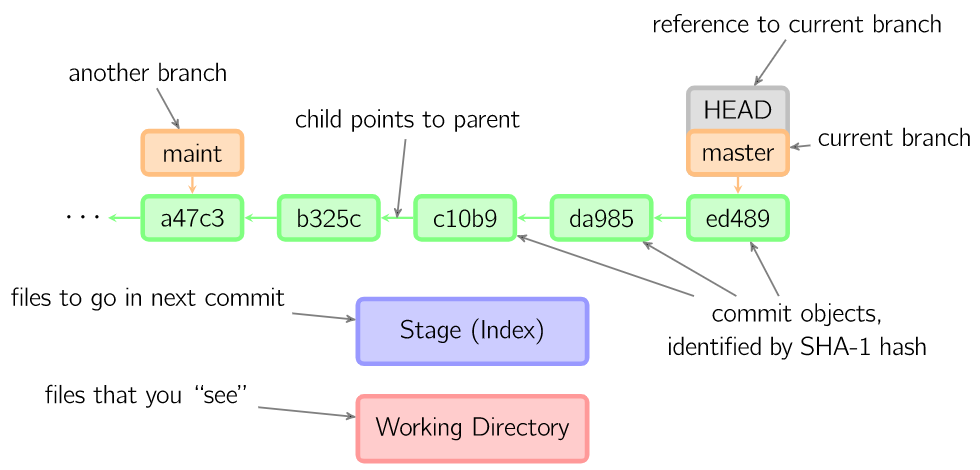 reference to current branch
another branch
HEAD
child points to parent
current branch
maint
master
... a47c3 b325c c10b9 da985 ed489
files to go in next commit
commit objects,
Stage (Index)
identified by SHA-1 hash
files that you “see”
Working Directory